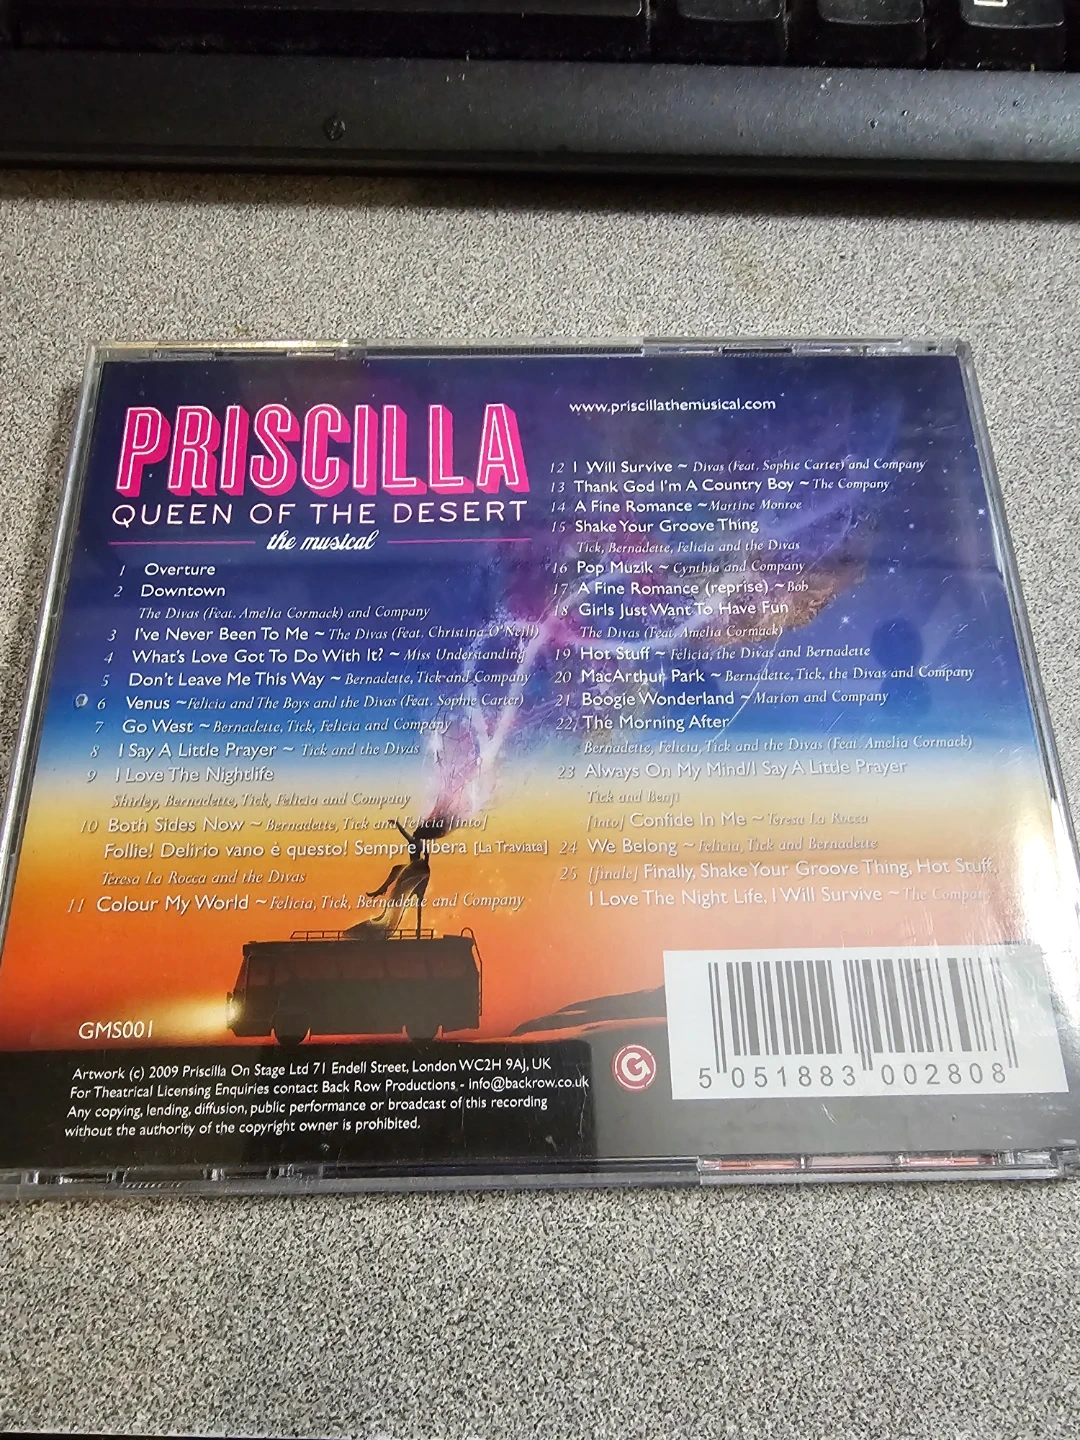 PRISCILLA
QUEEN OF THE DESERT
the musical
1 Overture
2 Downtown
The Divas (Feat. Amelia Cormack) and Company
3 I've Never Been To Me ~ The Divas (Feat. Christina O'Neill)
4 What's Love Got To Do With It? ~ Miss Understanding
5 Don't Leave Me This Way ~ Bernadette, Tick and Company
6 Venus ~ Felicia and The Boys and the Divas (Feat. Sophie Carter)
7 Go West ~ Bernadette, Tick, Felicia and Company
8 I Say A Little Prayer ~ Tick and the Divas
9 I Love The Nightlife
Shirley, Bernadette, Tick, Felicia and Company
10 Both Sides Now ~ Bernadette, Tick and Felicia [into]
Follie! Delirio vano è questo! Sempre libera [La Traviata]
Teresa La Rocca and the Divas
11 Colour My World ~ Felicia, Tick, Bernadette and Company
www.priscillathemusical.com
12 I Will Survive ~ Divas (Feat. Sophie Carter) and Company
13 Thank God I'm A Country Boy ~ The Company
14 A Fine Romance ~ Martine Monroe
15 Shake Your Groove Thing
Tick, Bernadette, Felicia and the Divas
16 Pop Muzik ~ Cynthia and Company
17 A Fine Romance (reprise) ~ Bob
18 Girls Just Want To Have Fun
The Divas (Feat. Amelia Cormack)
19 Hot Stuff ~ Felicia, the Divas and Bernadette
20 MacArthur Park ~ Bernadette, Tick, the Divas and Company
21 Boogie Wonderland ~ Marion and Company
22 The Morning After
Bernadette, Felicia, Tick and the Divas (Feat. Amelia Cormack)
23 Always On My Mind/I Say A Little Prayer
Tick and Benji
[into] Confide In Me ~ Teresa La Rocca
24 We Belong ~ Felicia, Tick and Bernadette
25 [finale] Finally, Shake Your Groove Thing, Hot Stuff,
I Love The Night Life, I Will Survive ~ The Company
GMS001
Artwork (c) 2009 Priscilla On Stage Ltd 71 Endell Street, London WC2H 9AJ, UK
For Theatrical Licensing Enquiries contact Back Row Productions - info@backrow.co.uk
Any copying, lending, diffusion, public performance or broadcast of this recording
without the authority of the copyright owner is prohibited.
G
5 051883 002808